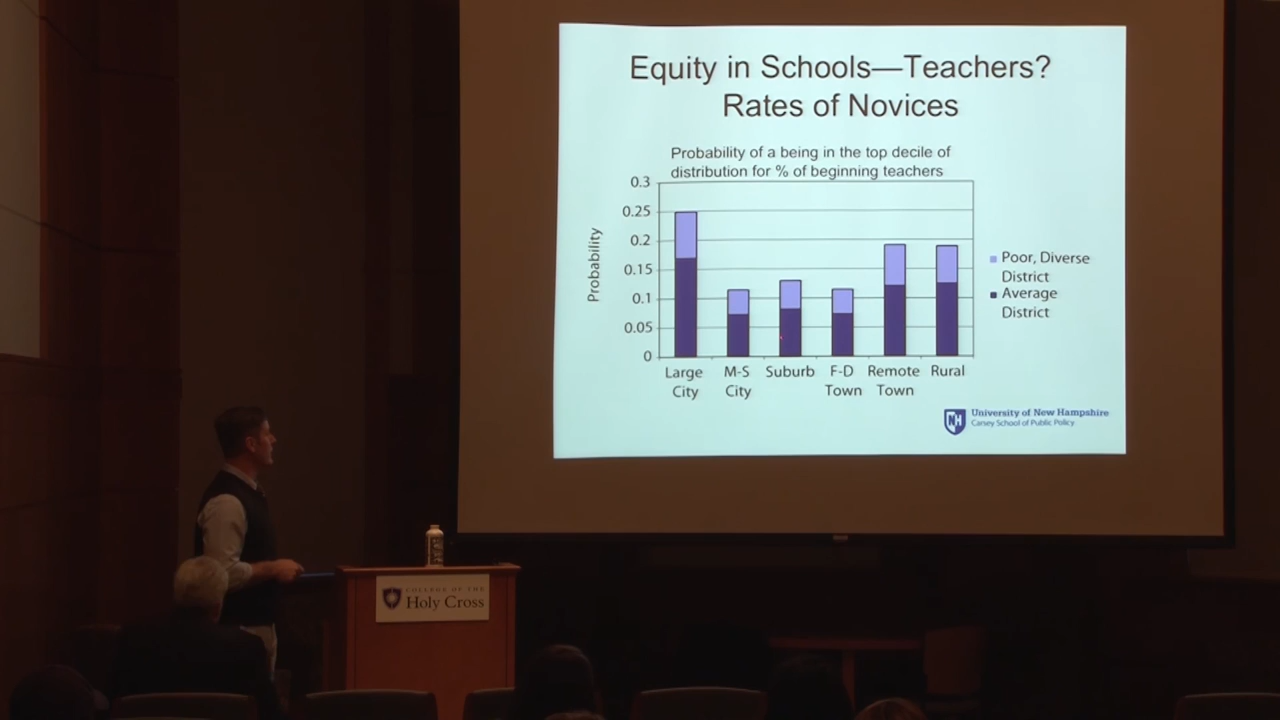 Equity in Schools—Teachers?
Rates of Novices
Probability of a being in the top decile of
distribution for % of beginning teachers
0.3
0.25
0.2
0.15
0.1
0.05
0
Probability
Large
City
M-S
City
Suburb
F-D
Town
Remote
Town
Rural
Poor, Diverse
District
Average
District
NH
University of New Hampshire
Carsey School of Public Policy
COLLEGE OF THE
Holy Cross